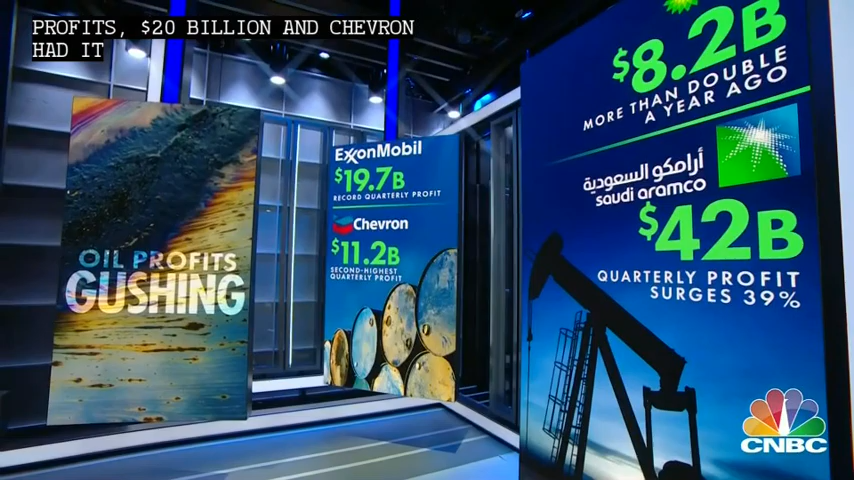 PROFITS, $20 BILLION AND CHEVRON
HAD IT
OIL PROFITS
GUSHING
ExxonMobil
$19.7B
RECORD QUARTERLY PROFIT
Chevron
$11.2B
SECOND-HIGHEST
QUARTERLY PROFIT
$8.2B
MORE THAN DOUBLE
A YEAR AGO
أرامكو السعودية
saudi aramco
$42B
QUARTERLY PROFIT
SURGES 39%
CNBC